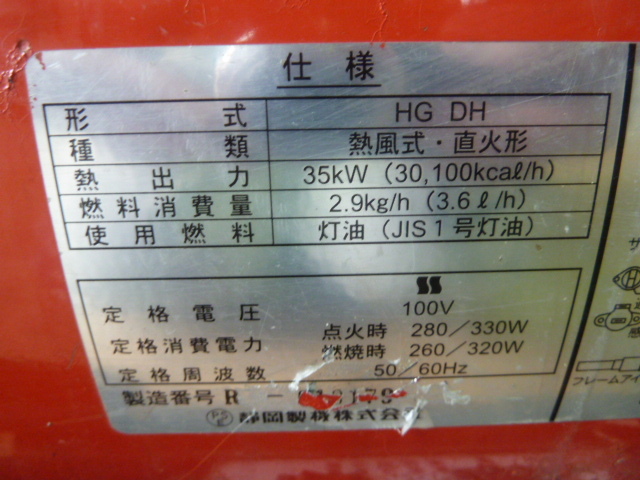 仕様
形式 HG DH
種類 熱風式・直火形
熱出力 35kW (30,100kcal/h)
燃料消費量 2.9kg/h (3.6ℓ/h)
使用燃料 灯油 (JIS1号灯油)
定格電圧 100V
定格消費電力 点火時 280/330W
燃焼時 260/320W
定格周波数 50/60Hz
製造番号 R -
静岡製機株式会社
フレームアイ